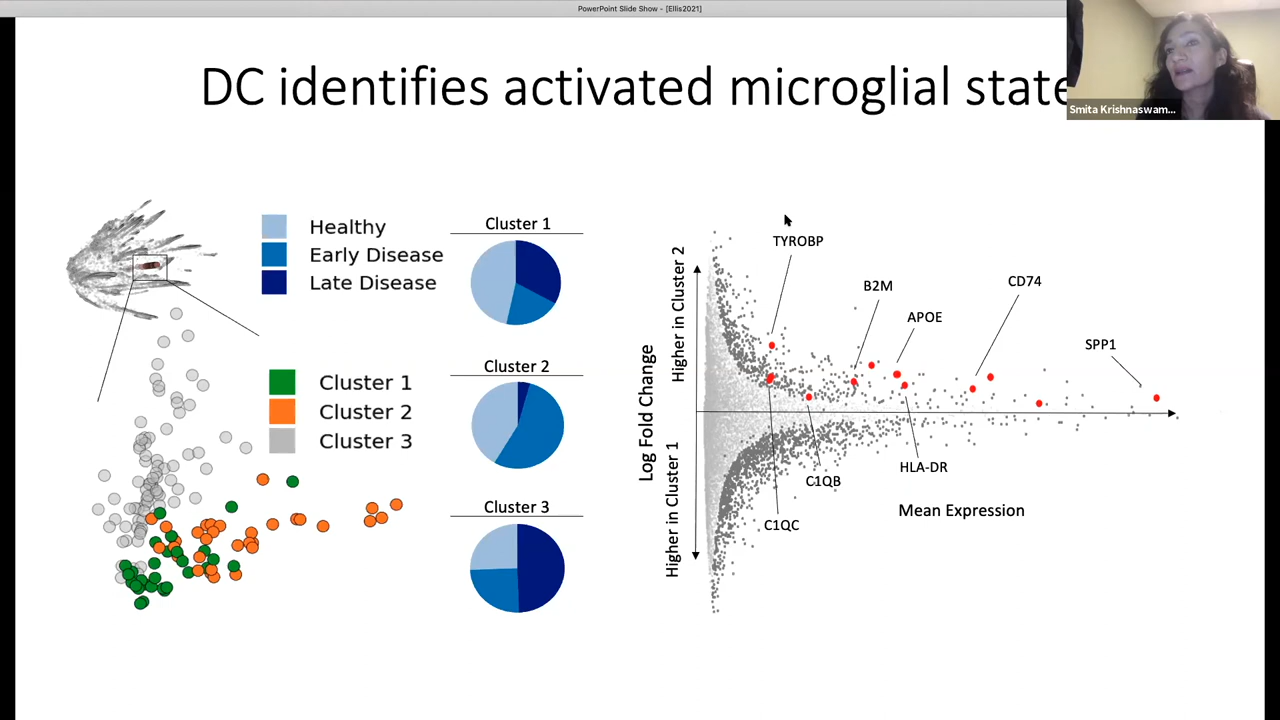 PowerPoint Slide Show - [Ellis2021]
DC identifies activated microglial state
Smita Krishnaswam...
Healthy
Early Disease
Late Disease
Cluster 1
Cluster 2
Cluster 3
Cluster 1
Cluster 2
Cluster 3
Log Fold Change
Higher in Cluster 2
Higher in Cluster 1
TYROBP
B2M
APOE
CD74
SPP1
HLA-DR
C1QB
C1QC
Mean Expression